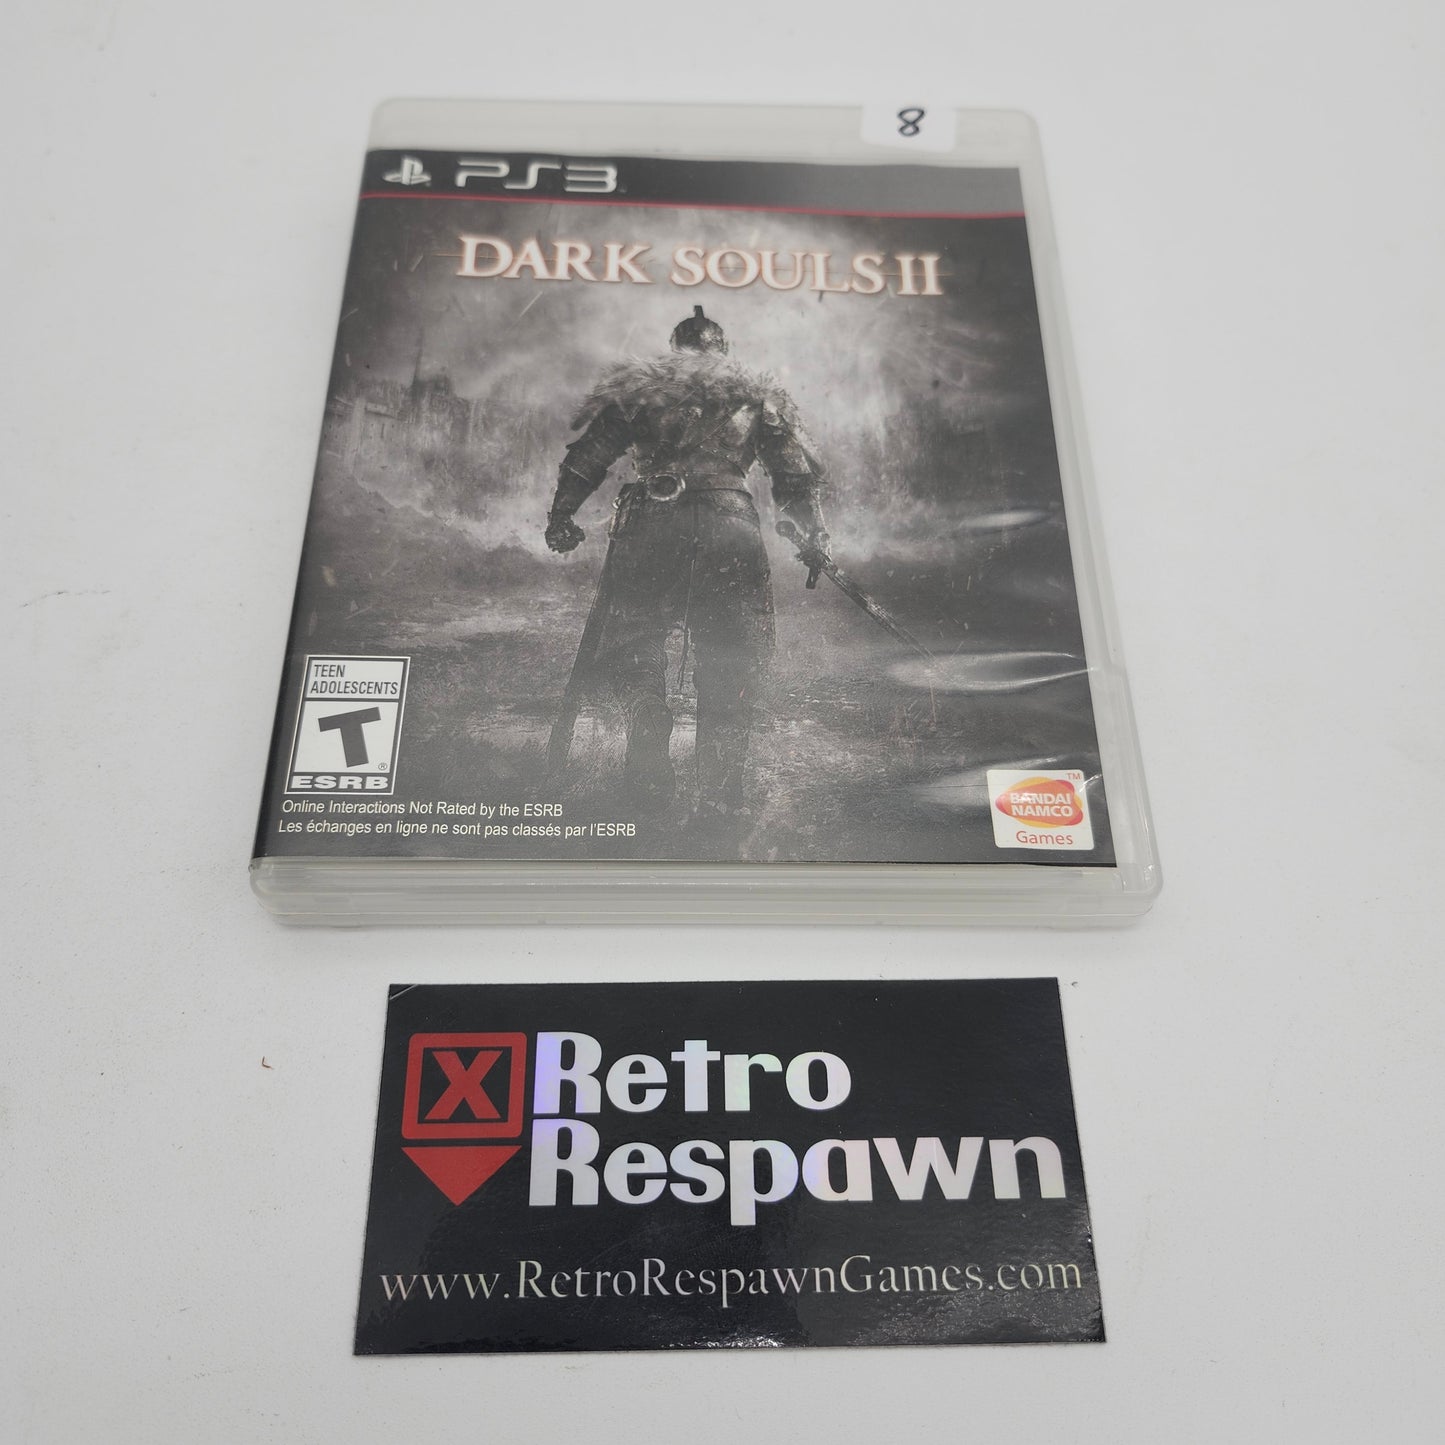 8
PS3
DARK SOULS II
TEEN
ADOLESCENTS
T
®
ESRB
Online Interactions Not Rated by the ESRB
Les échanges en ligne ne sont pas classés par l'ESRB
TM
BANDAI
NAMCO
Games
X
Retro
Respawn
www.RetroRespawnGames.com